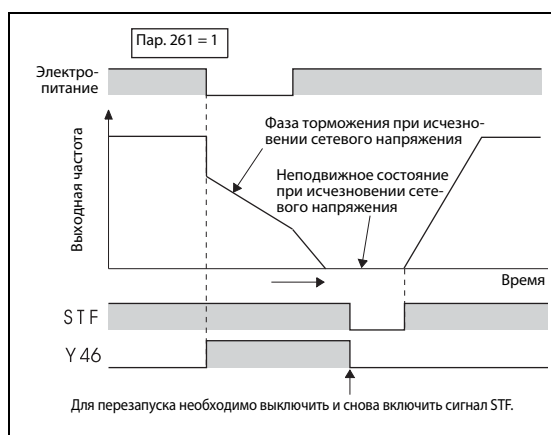 Пар. 261 = 1
Электро-
питание
Фаза торможения при исчезно-
вении сетевого напряжения
Неподвижное состояние
при исчезновении сете-
вого напряжения
Выходная частота
Время
STF
Y46
Для перезапуска необходимо выключить и снова включить сигнал STF.